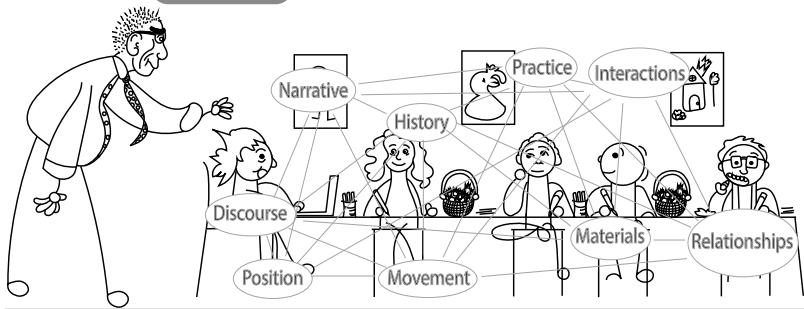 Practice
Interactions
Narrative
History
Discourse
Materials
Relationships
Position
Movement